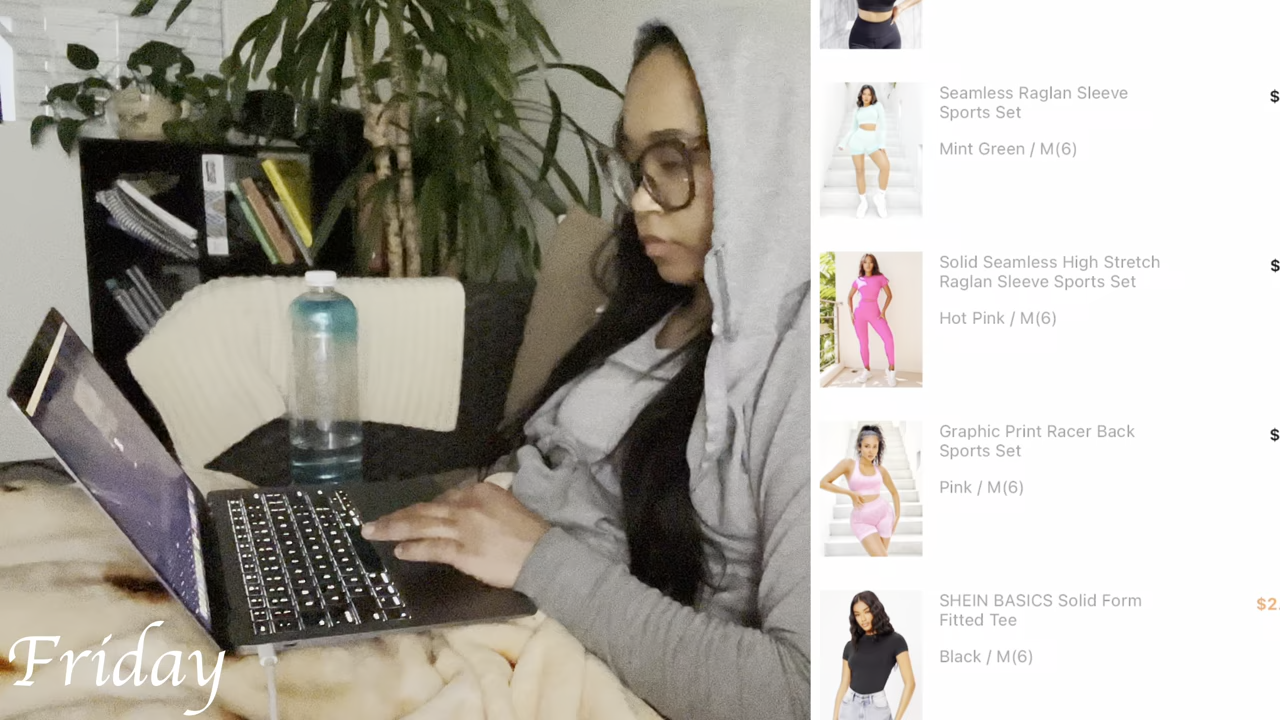 Friday
$
Seamless Raglan Sleeve
Sports Set
Mint Green / M(6)
$
Solid Seamless High Stretch
Raglan Sleeve Sports Set
Hot Pink / M(6)
$
Graphic Print Racer Back
Sports Set
Pink / M(6)
SHEIN BASICS Solid Form
$2.
Fitted Tee
Black / M(6)